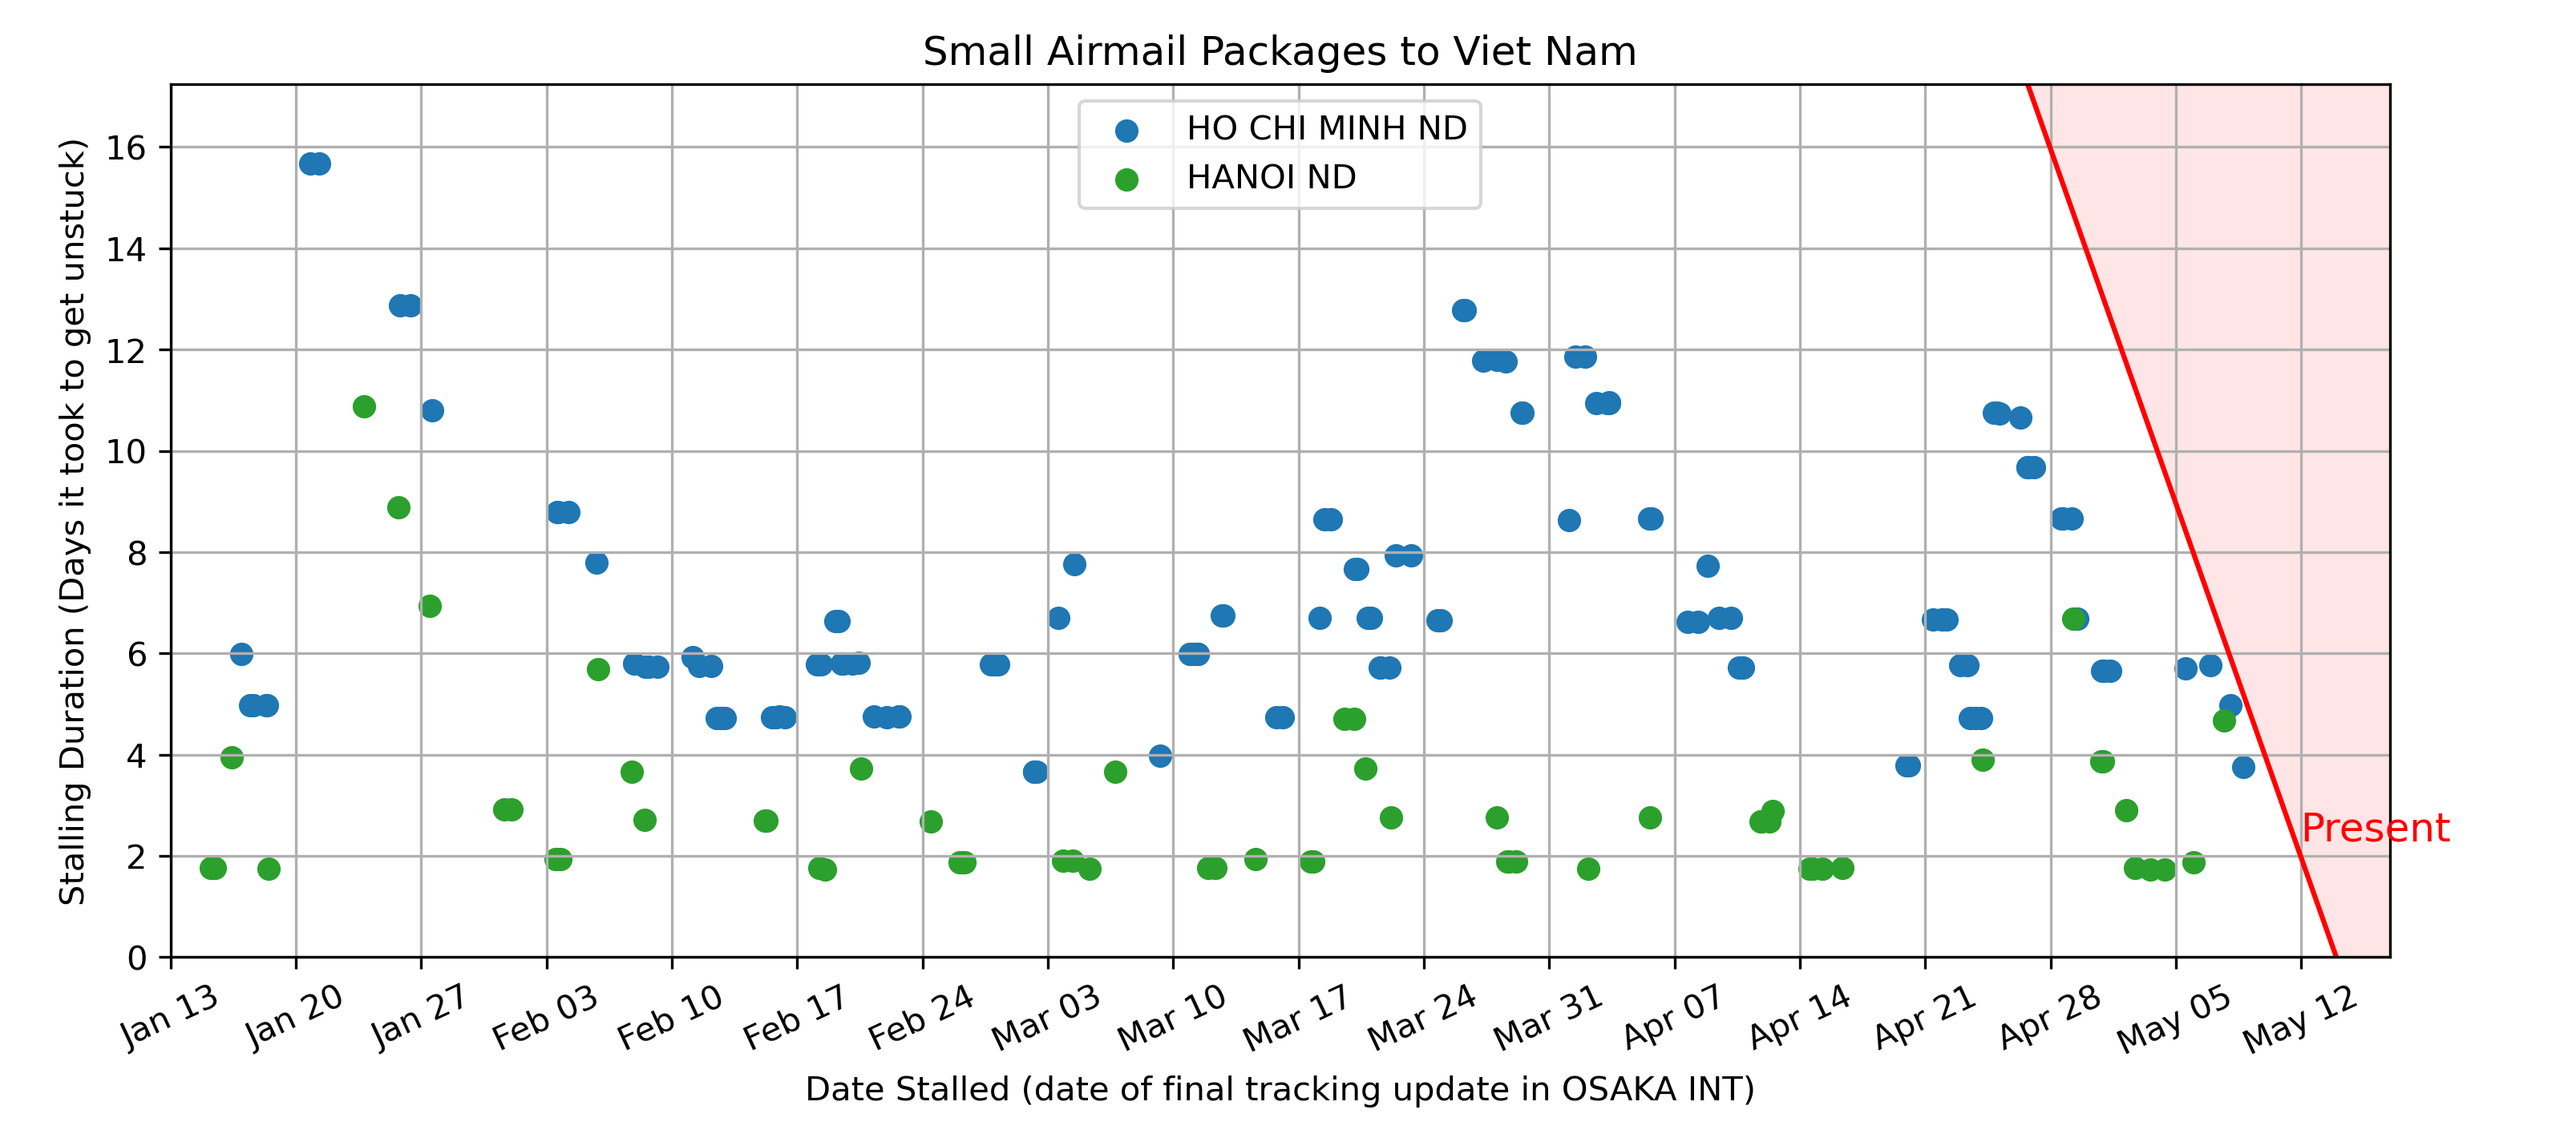 Small Airmail Packages to Viet Nam
HO CHI MINH ND
HANOI ND
Stalling Duration (Days it took to get unstuck)
16
14
12
10
8
6
4
2
0
Present
Jan 13
Jan 20
Jan 27
Feb 03
Feb 10
Feb 17
Feb 24
Mar 03
Mar 10
Mar 17
Mar 24
Mar 31
Apr 07
Apr 14
Apr 21
Apr 28
May 05
May 12
Date Stalled (date of final tracking update in OSAKA INT)